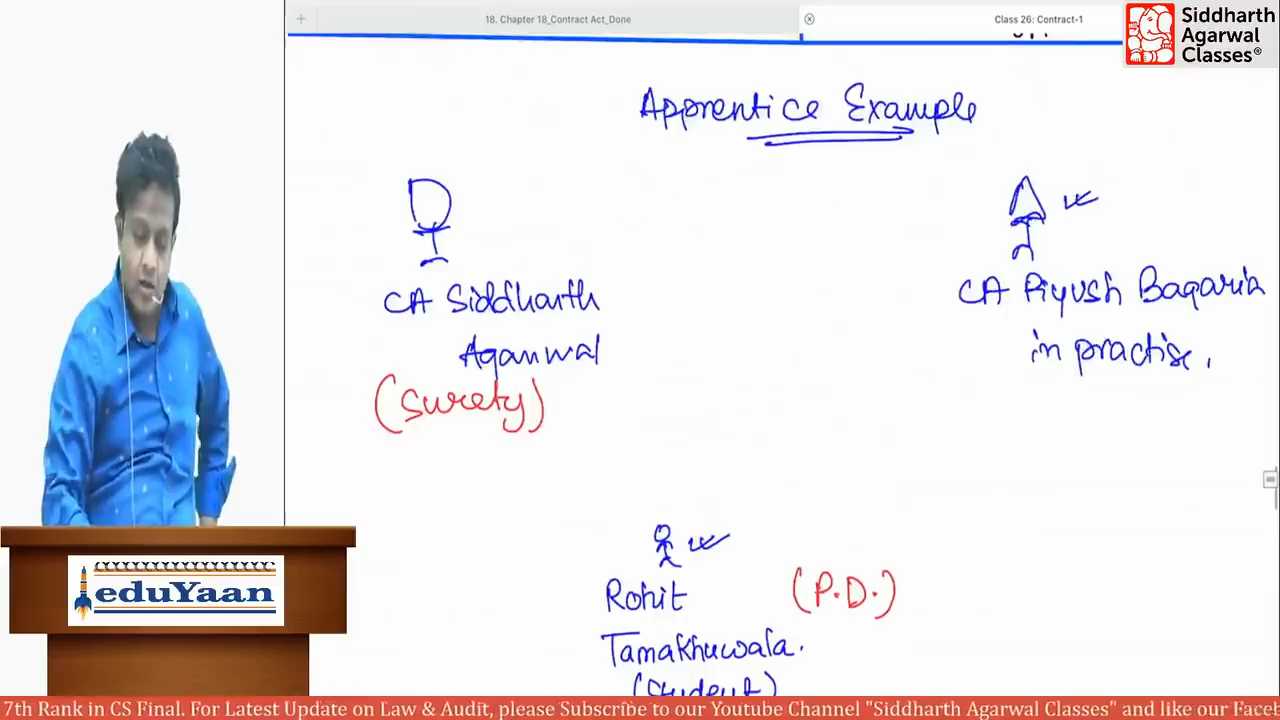 18. Chapter 18_Contract Act_Done
Class 26: Contract-1
Siddharth
Agarwal
Classes®
Apprentice Example
CA Siddharth
Agarwal
(Surety)
CA Piyush Bagaria
in practise.
Rohit
(P.D.)
Tamakhuwala.
(Student)
eduYaan
7th Rank in CS Final. For Latest Update on Law & Audit, please Subscribe to our Youtube Channel "Siddharth Agarwal Classes" and like our Faceb